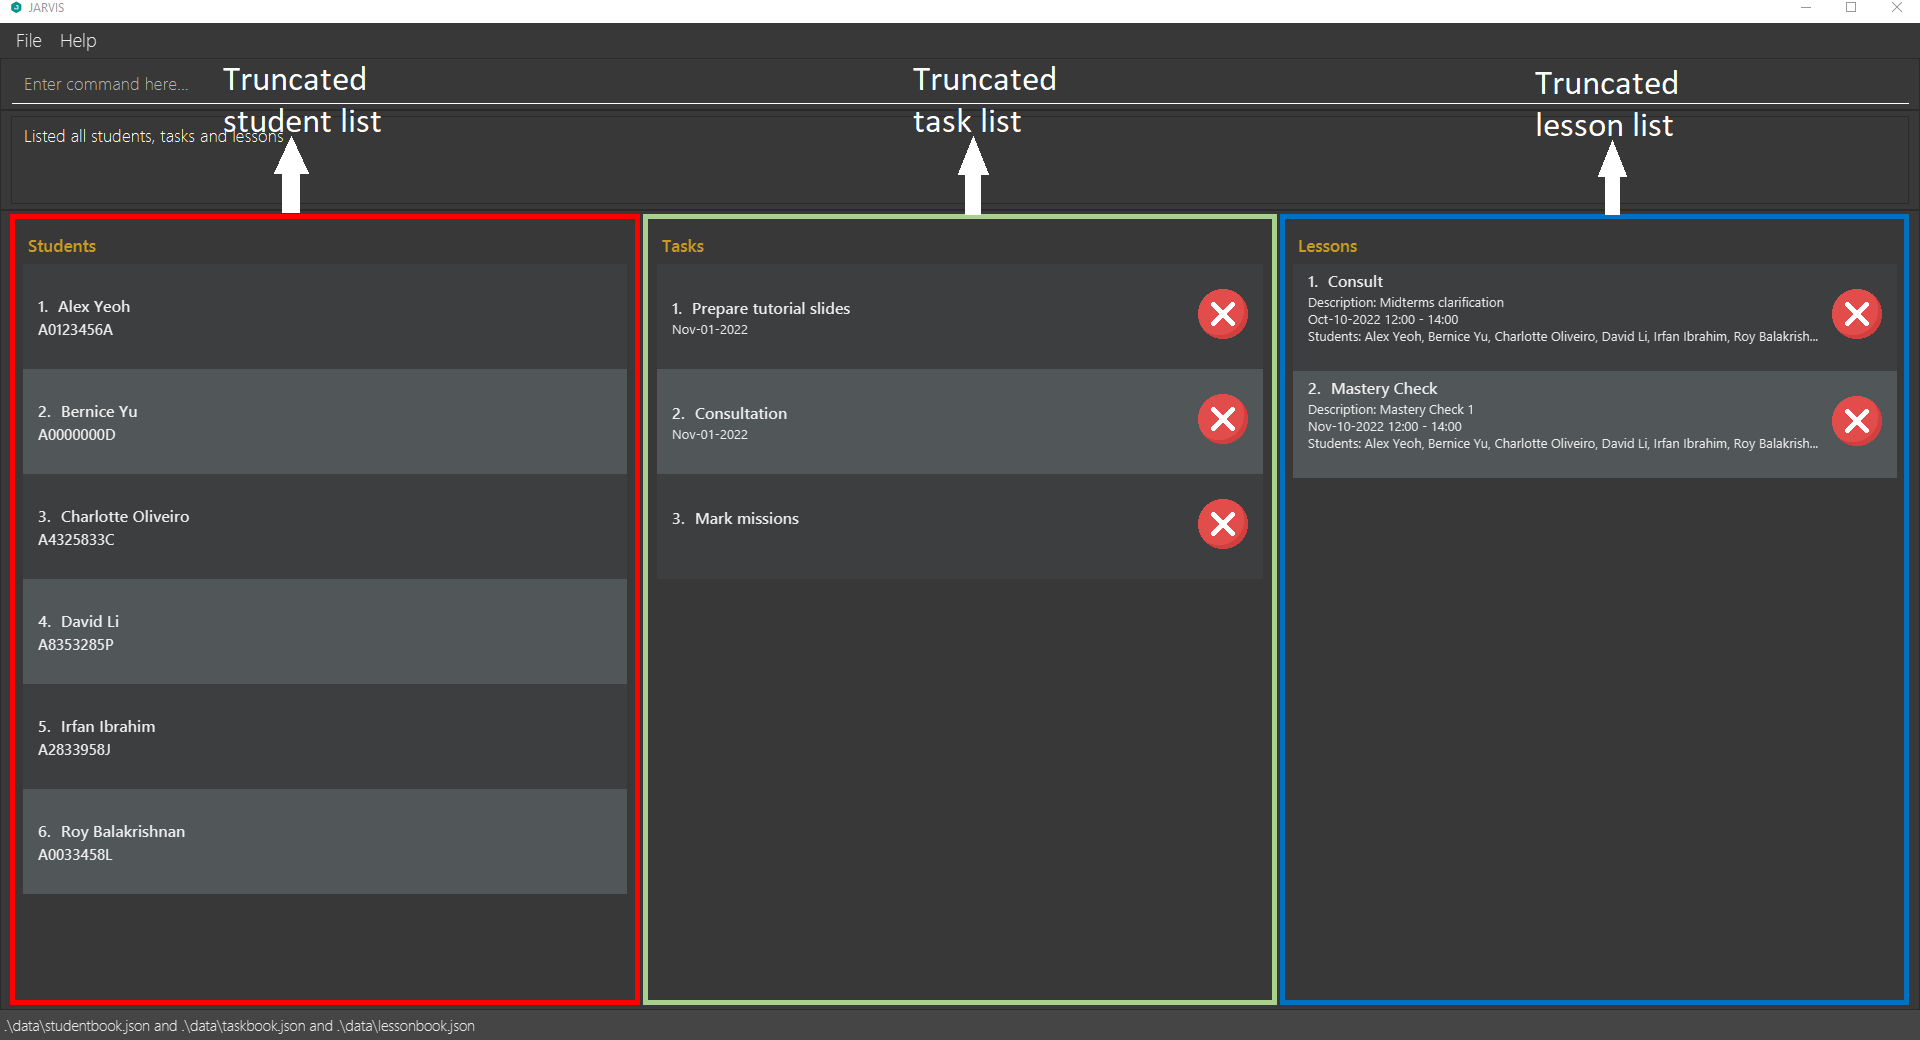 JARVIS
File Help
Enter command here...
Truncated
student list
Truncated
task list
Truncated
lesson list
Listed all students, tasks and lessons
Students
1. Alex Yeoh
A0123456A
2. Bernice Yu
A0000000D
3. Charlotte Oliveiro
A4325833C
4. David Li
A8353285P
5. Irfan Ibrahim
A2833958J
6. Roy Balakrishnan
A0033458L
Tasks
1. Prepare tutorial slides
Nov-01-2022
2. Consultation
Nov-01-2022
3. Mark missions
Lessons
1. Consult
Description: Midterms clarification
Oct-10-2022 12:00 - 14:00
Students: Alex Yeoh, Bernice Yu, Charlotte Oliveiro, David Li, Irfan Ibrahim, Roy Balakrish...
2. Mastery Check
Description: Mastery Check 1
Nov-10-2022 12:00 - 14:00
Students: Alex Yeoh, Bernice Yu, Charlotte Oliveiro, David Li, Irfan Ibrahim, Roy Balakrish...
.\data\studentbook.json and .\data\taskbook.json and .\data\lessonbook.json